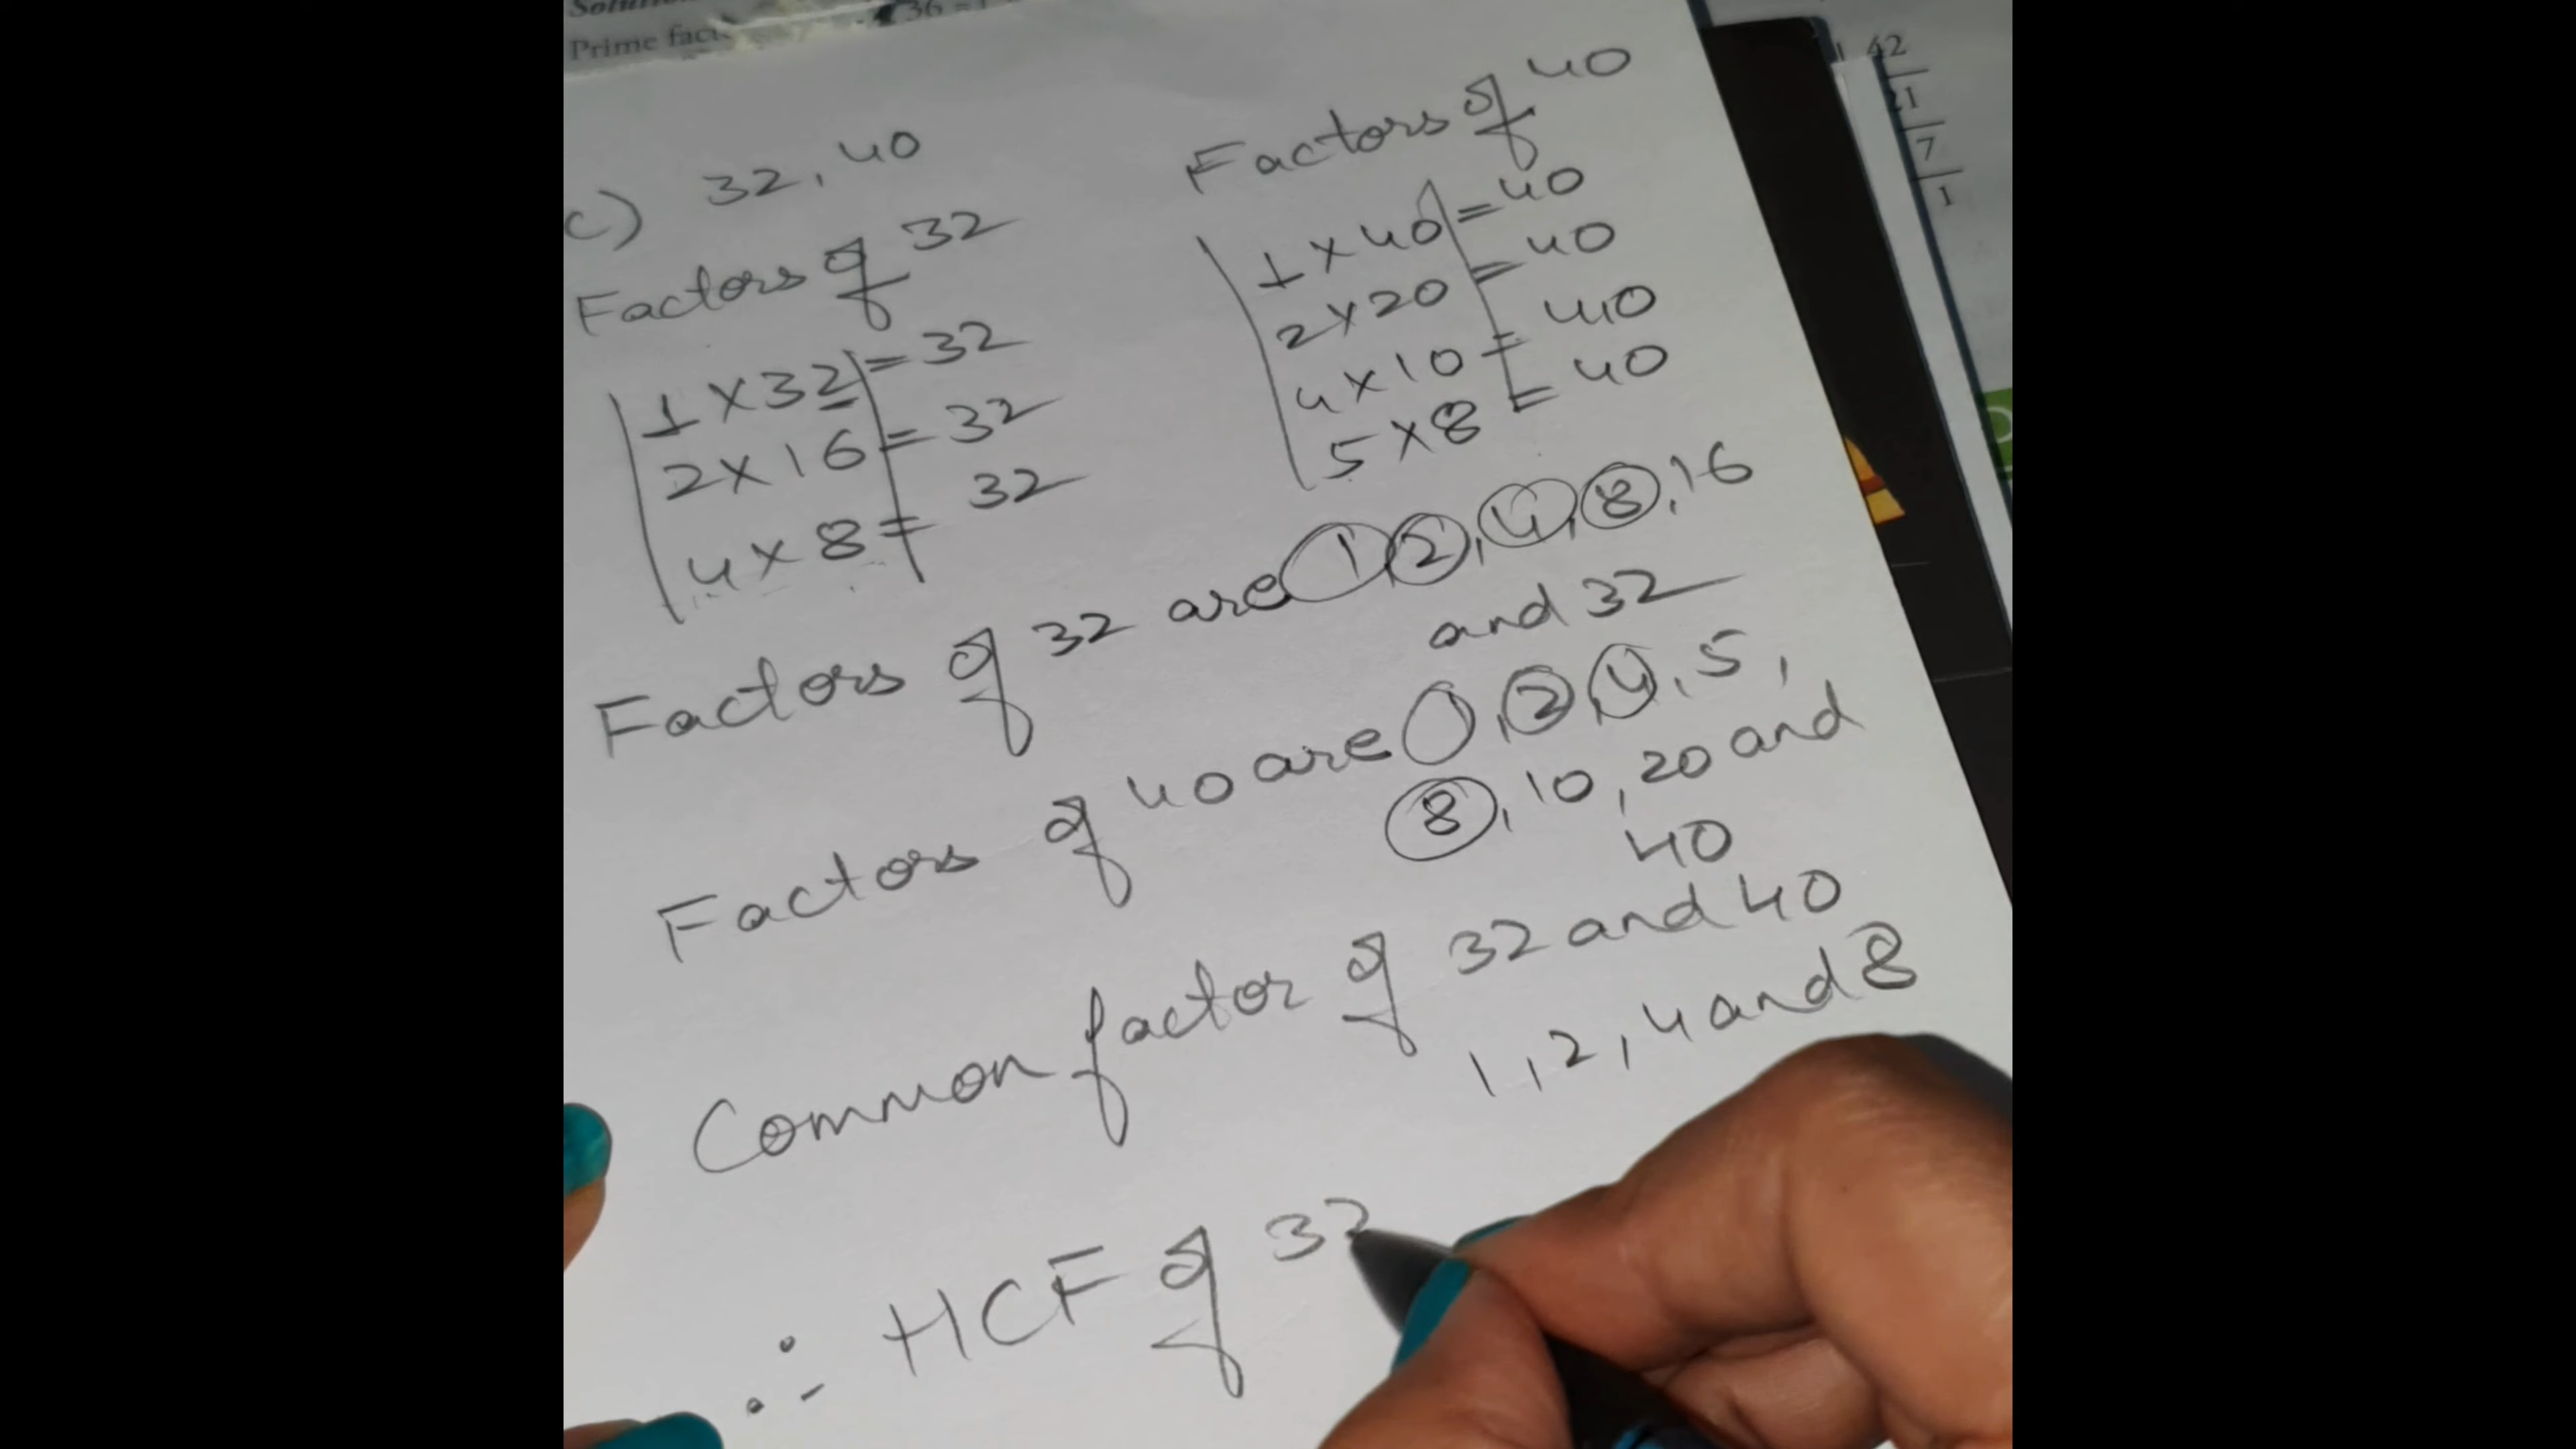 Prime
36
c) 32, 40
Factors of 32
1 x 32 = 32
2 x 16 = 32
4 x 8 = 32
Factors of 40
1 x 40 = 40
2 x 20 = 40
4 x 10 = 40
5 x 8 = 40
Factors of 32 are 1, 2, 4, 8, 16
and 32
Factors of 40 are 1, 2, 4, 5,
8, 10, 20 and
40
Common factor of 32 and 40
1, 2, 4 and 8
∴ HCF of 32
42
21
7
1